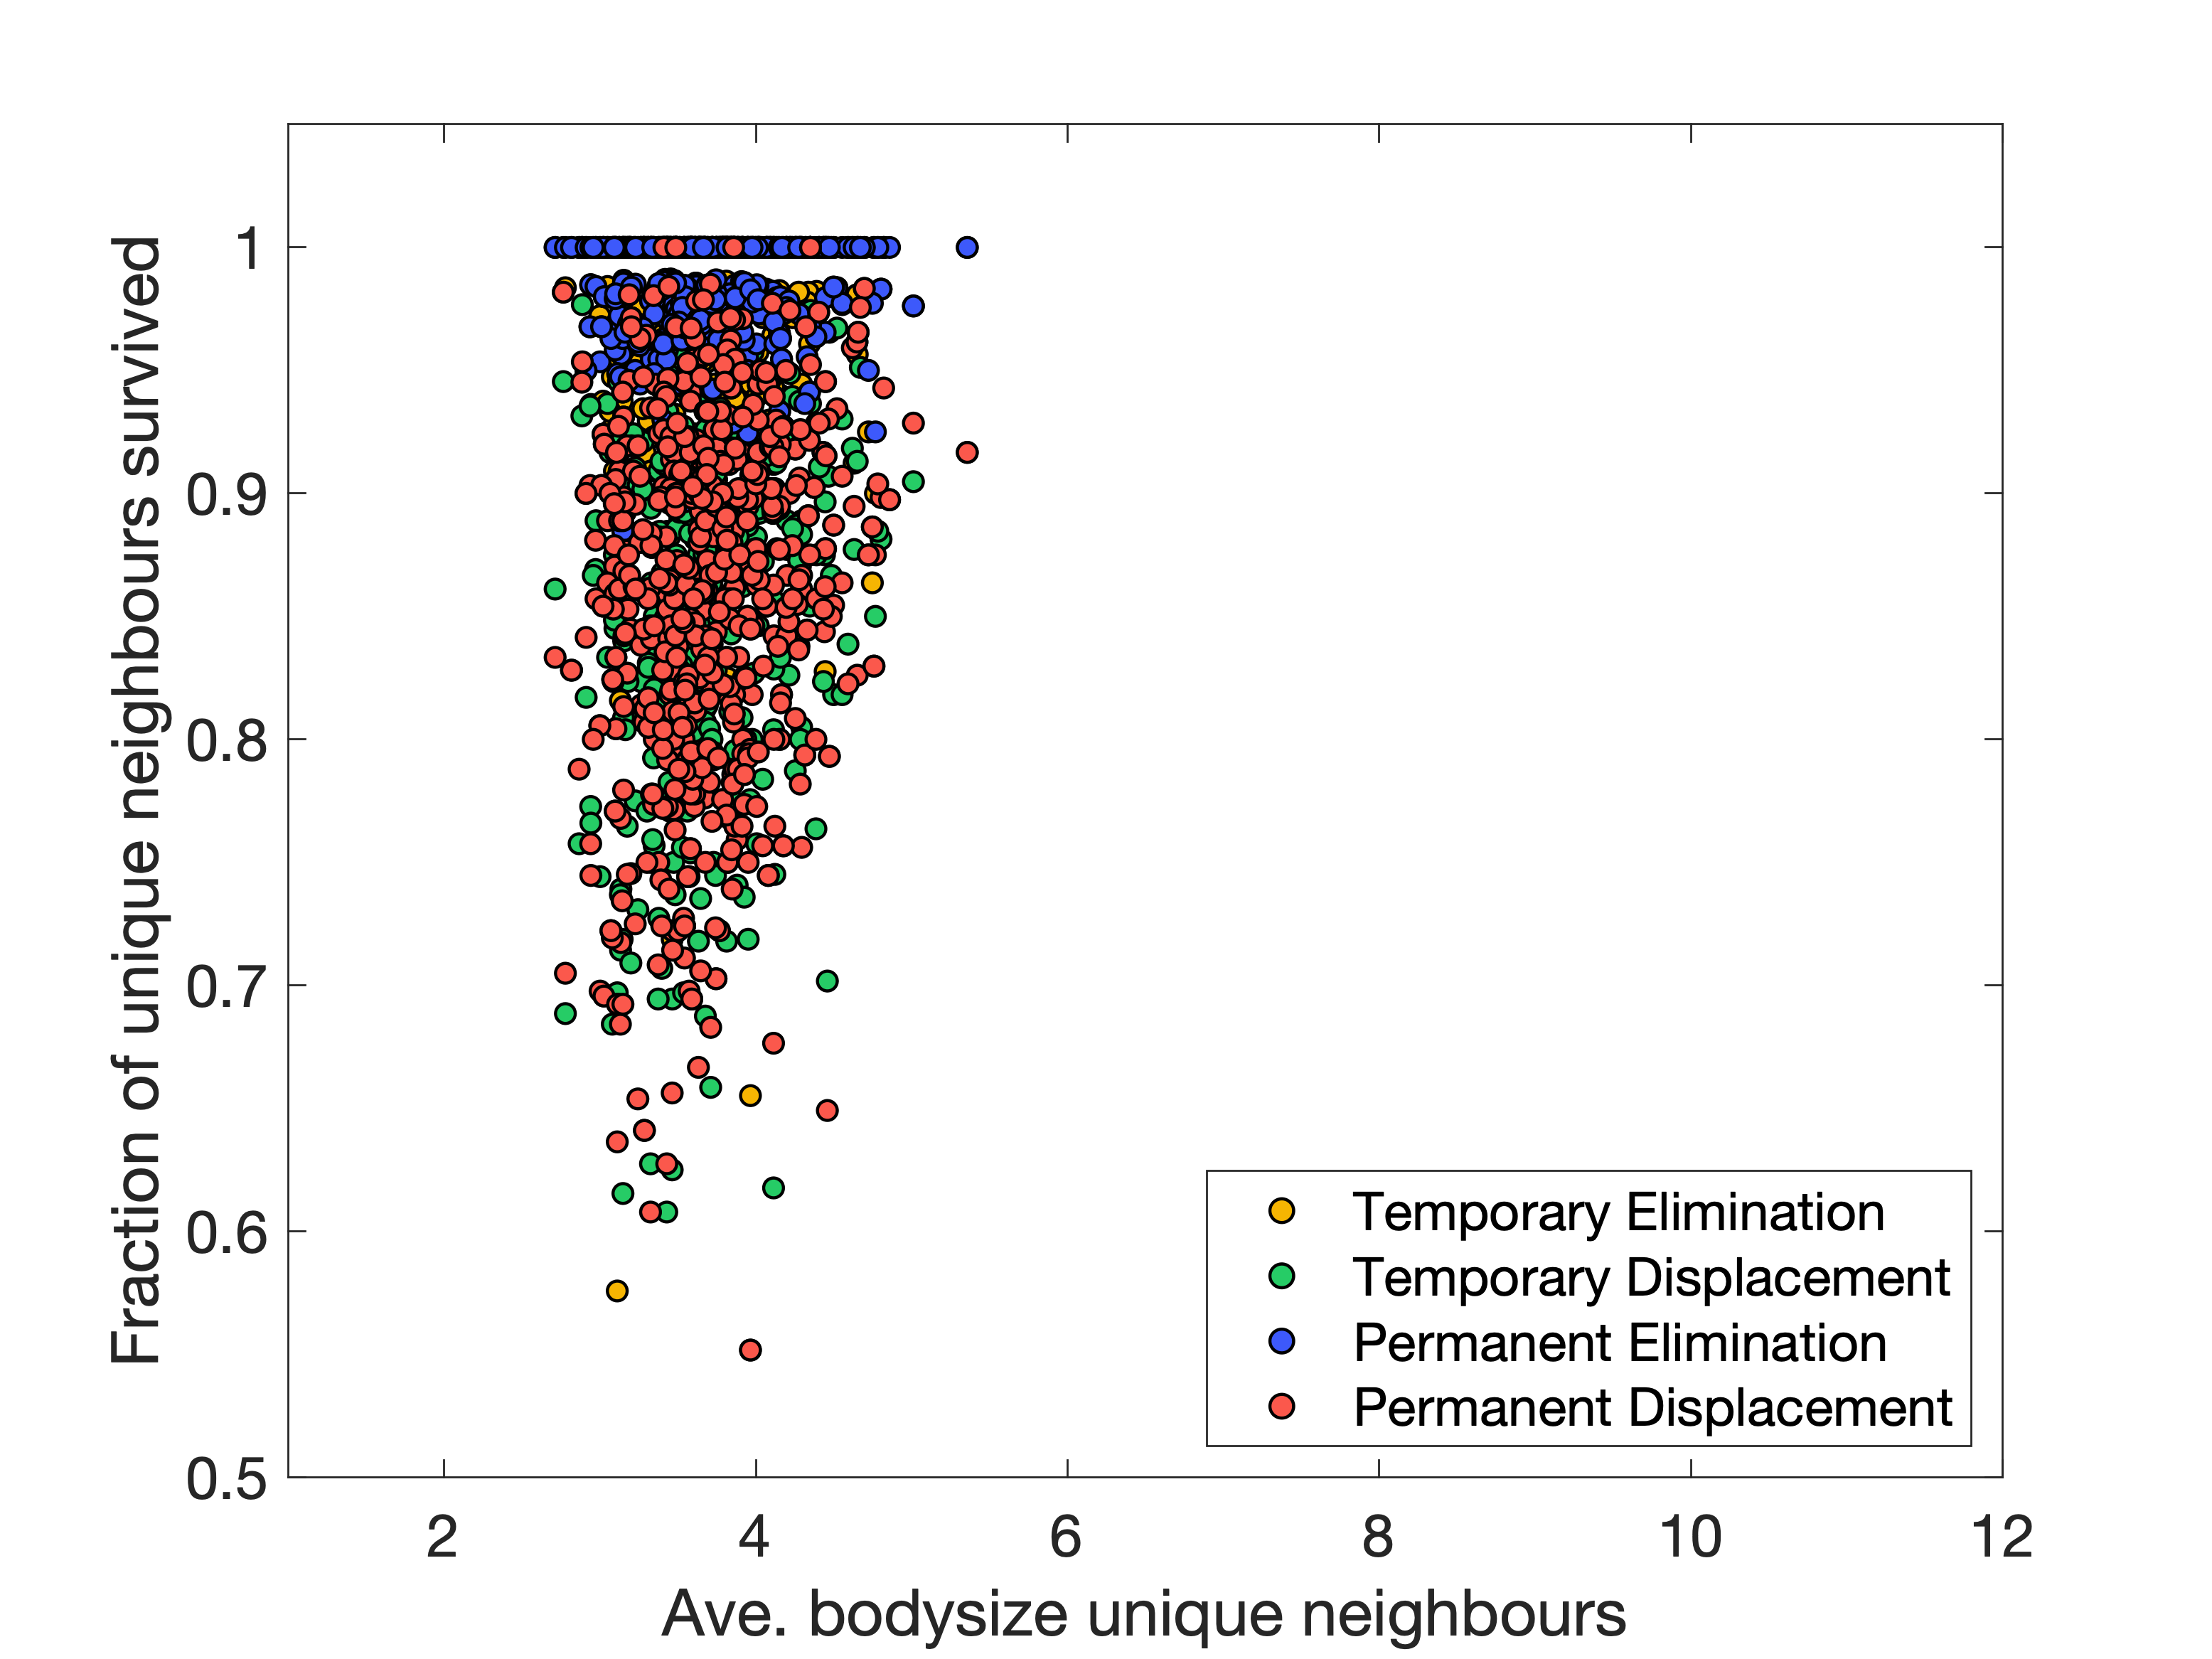 Fraction of unique neighbours survived
1
0.9
0.8
0.7
0.6
0.5
2 4 6 8 10 12
Ave. bodysize unique neighbours
Temporary Elimination
Temporary Displacement
Permanent Elimination
Permanent Displacement